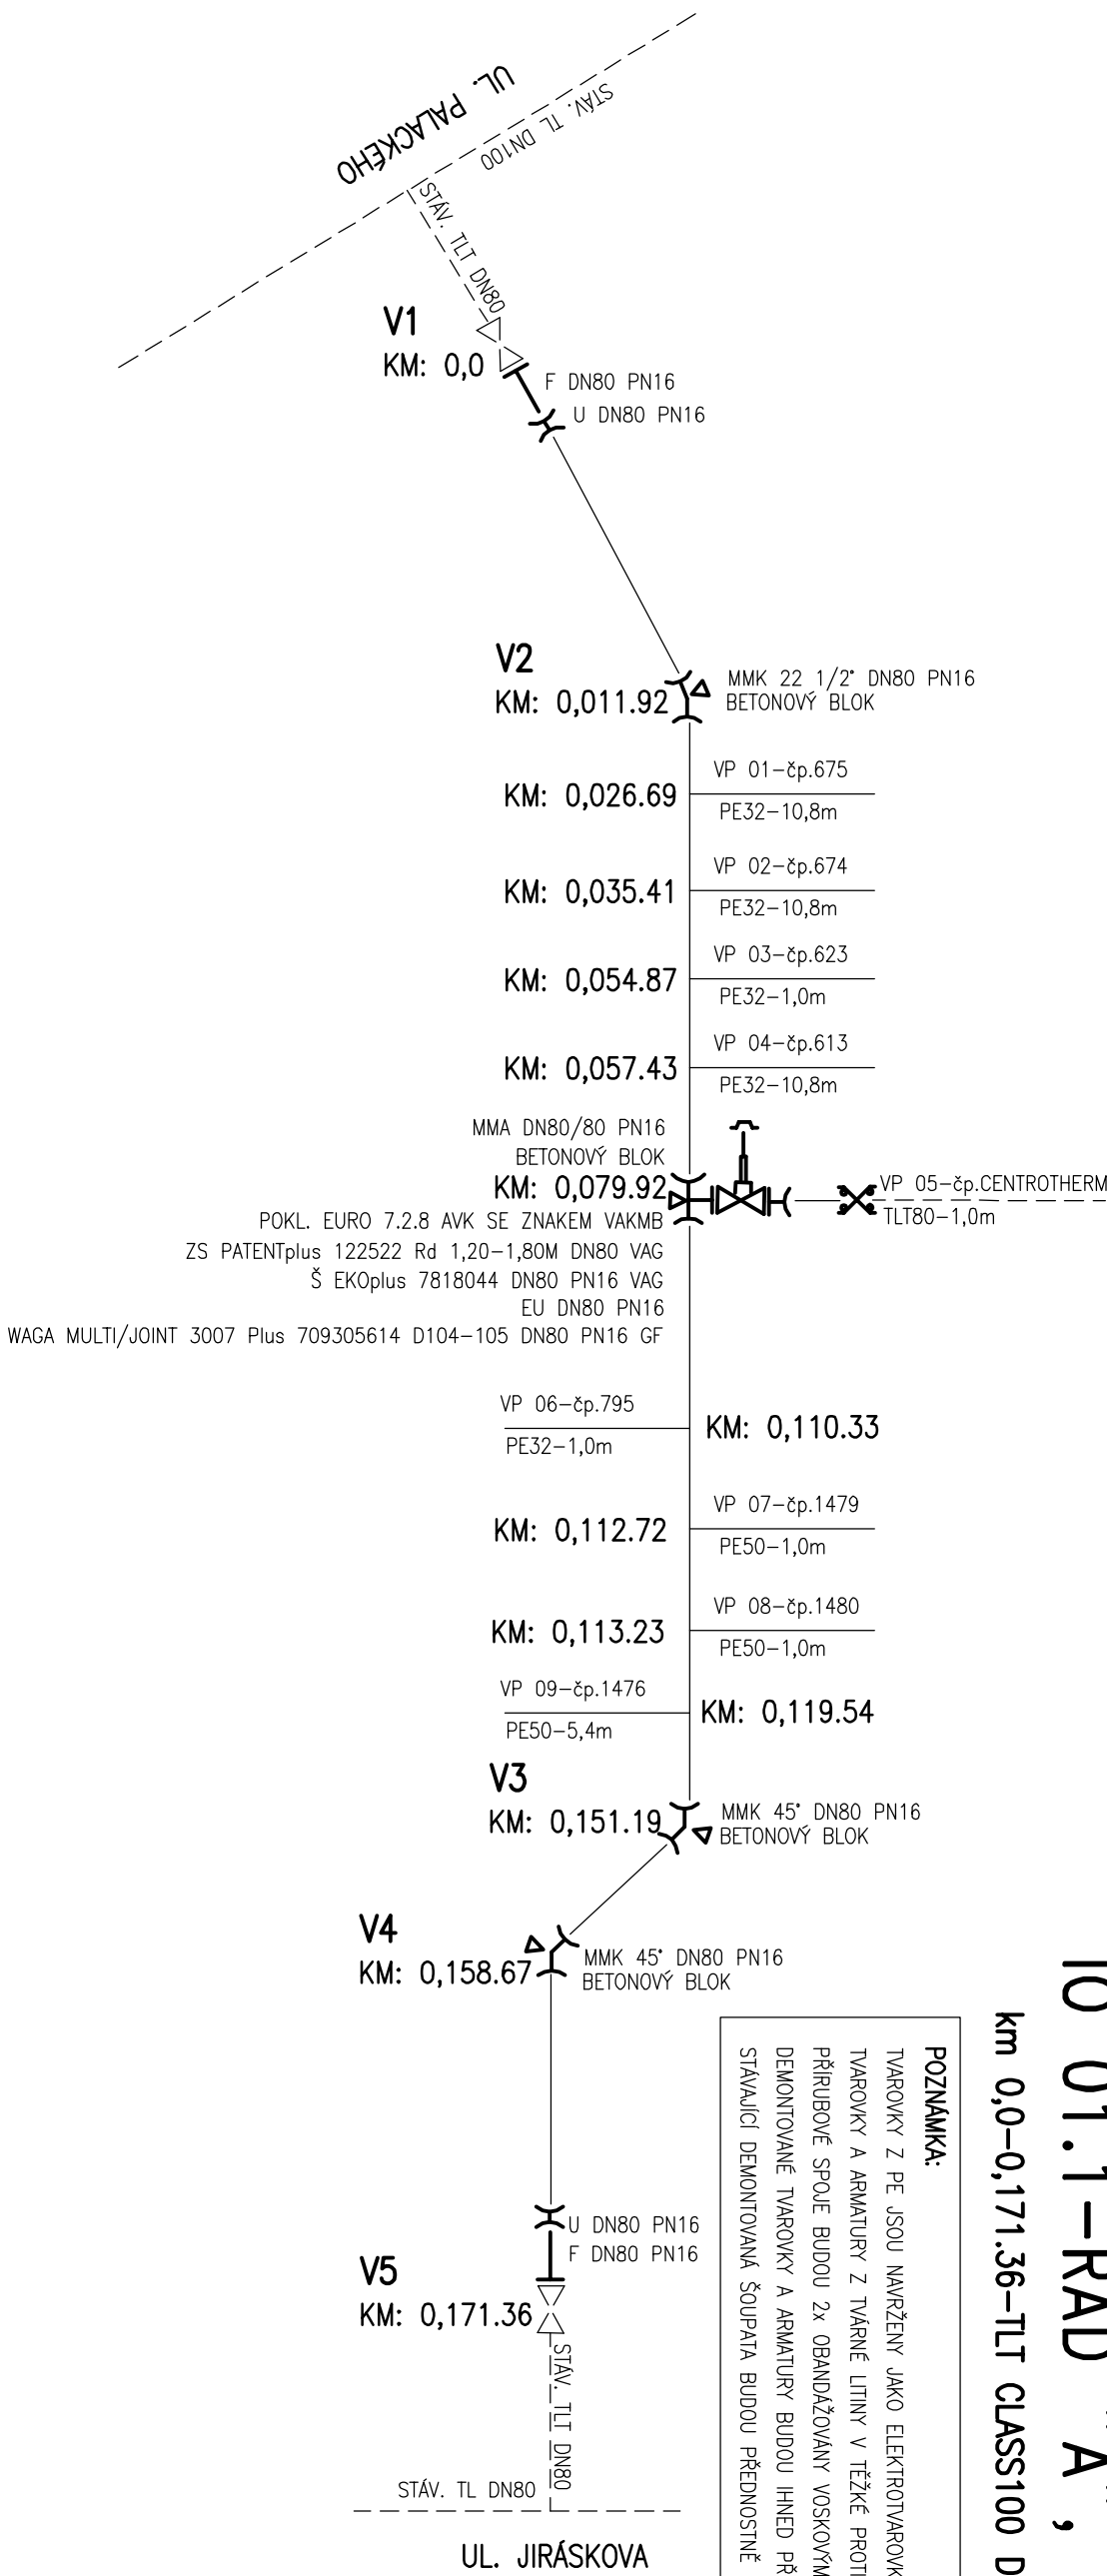 UL. PALACKÉHO
STÁV. TL DN100
STÁV. TLT DN80
V1
KM: 0,0
F DN80 PN16
U DN80 PN16
V2
KM: 0,011.92
MMK 22 1/2° DN80 PN16
BETONOVÝ BLOK
VP 01-čp.675
KM: 0,026.69
PE32-10,8m
VP 02-čp.674
KM: 0,035.41
PE32-10,8m
VP 03-čp.623
KM: 0,054.87
PE32-1,0m
VP 04-čp.613
KM: 0,057.43
PE32-10,8m
MMA DN80/80 PN16
BETONOVÝ BLOK
KM: 0,079.92
VP 05-čp.CENTROTHERM
TLT80-1,0m
POKL. EURO 7.2.8 AVK SE ZNAKEM VAKMB
ZS PATENTplus 122522 Rd 1,20-1,80M DN80 VAG
Š EKOplus 7818044 DN80 PN16 VAG
EU DN80 PN16
WAGA MULTI/JOINT 3007 Plus 709305614 D104-105 DN80 PN16 GF
VP 06-čp.795
KM: 0,110.33
PE32-1,0m
VP 07-čp.1479
KM: 0,112.72
PE50-1,0m
VP 08-čp.1480
KM: 0,113.23
PE50-1,0m
VP 09-čp.1476
KM: 0,119.54
PE50-5,4m
V3
KM: 0,151.19
MMK 45° DN80 PN16
BETONOVÝ BLOK
V4
KM: 0,158.67
MMK 45° DN80 PN16
BETONOVÝ BLOK
U DN80 PN16
F DN80 PN16
V5
KM: 0,171.36
STÁV. TLT DN80
STÁV. TL DN80
UL. JIRÁSKOVA
IO 01.1-ŘAD "A",
km 0,0-0,171.36-TLT CLASS100 D
POZNÁMKA:
TVAROVKY Z PE JSOU NAVRŽENY JAKO ELEKTROTVAROVK
TVAROVKY A ARMATURY Z TVÁRNÉ LITINY V TĚŽKÉ PROTI
PŘÍRUBOVÉ SPOJE BUDOU 2x OBANDÁŽOVÁNY VOSKOVÝM
DEMONTOVANÉ TVAROVKY A ARMATURY BUDOU IHNED PŘ
STÁVAJÍCÍ DEMONTOVANÁ ŠOUPATA BUDOU PŘEDNOSTNĚ